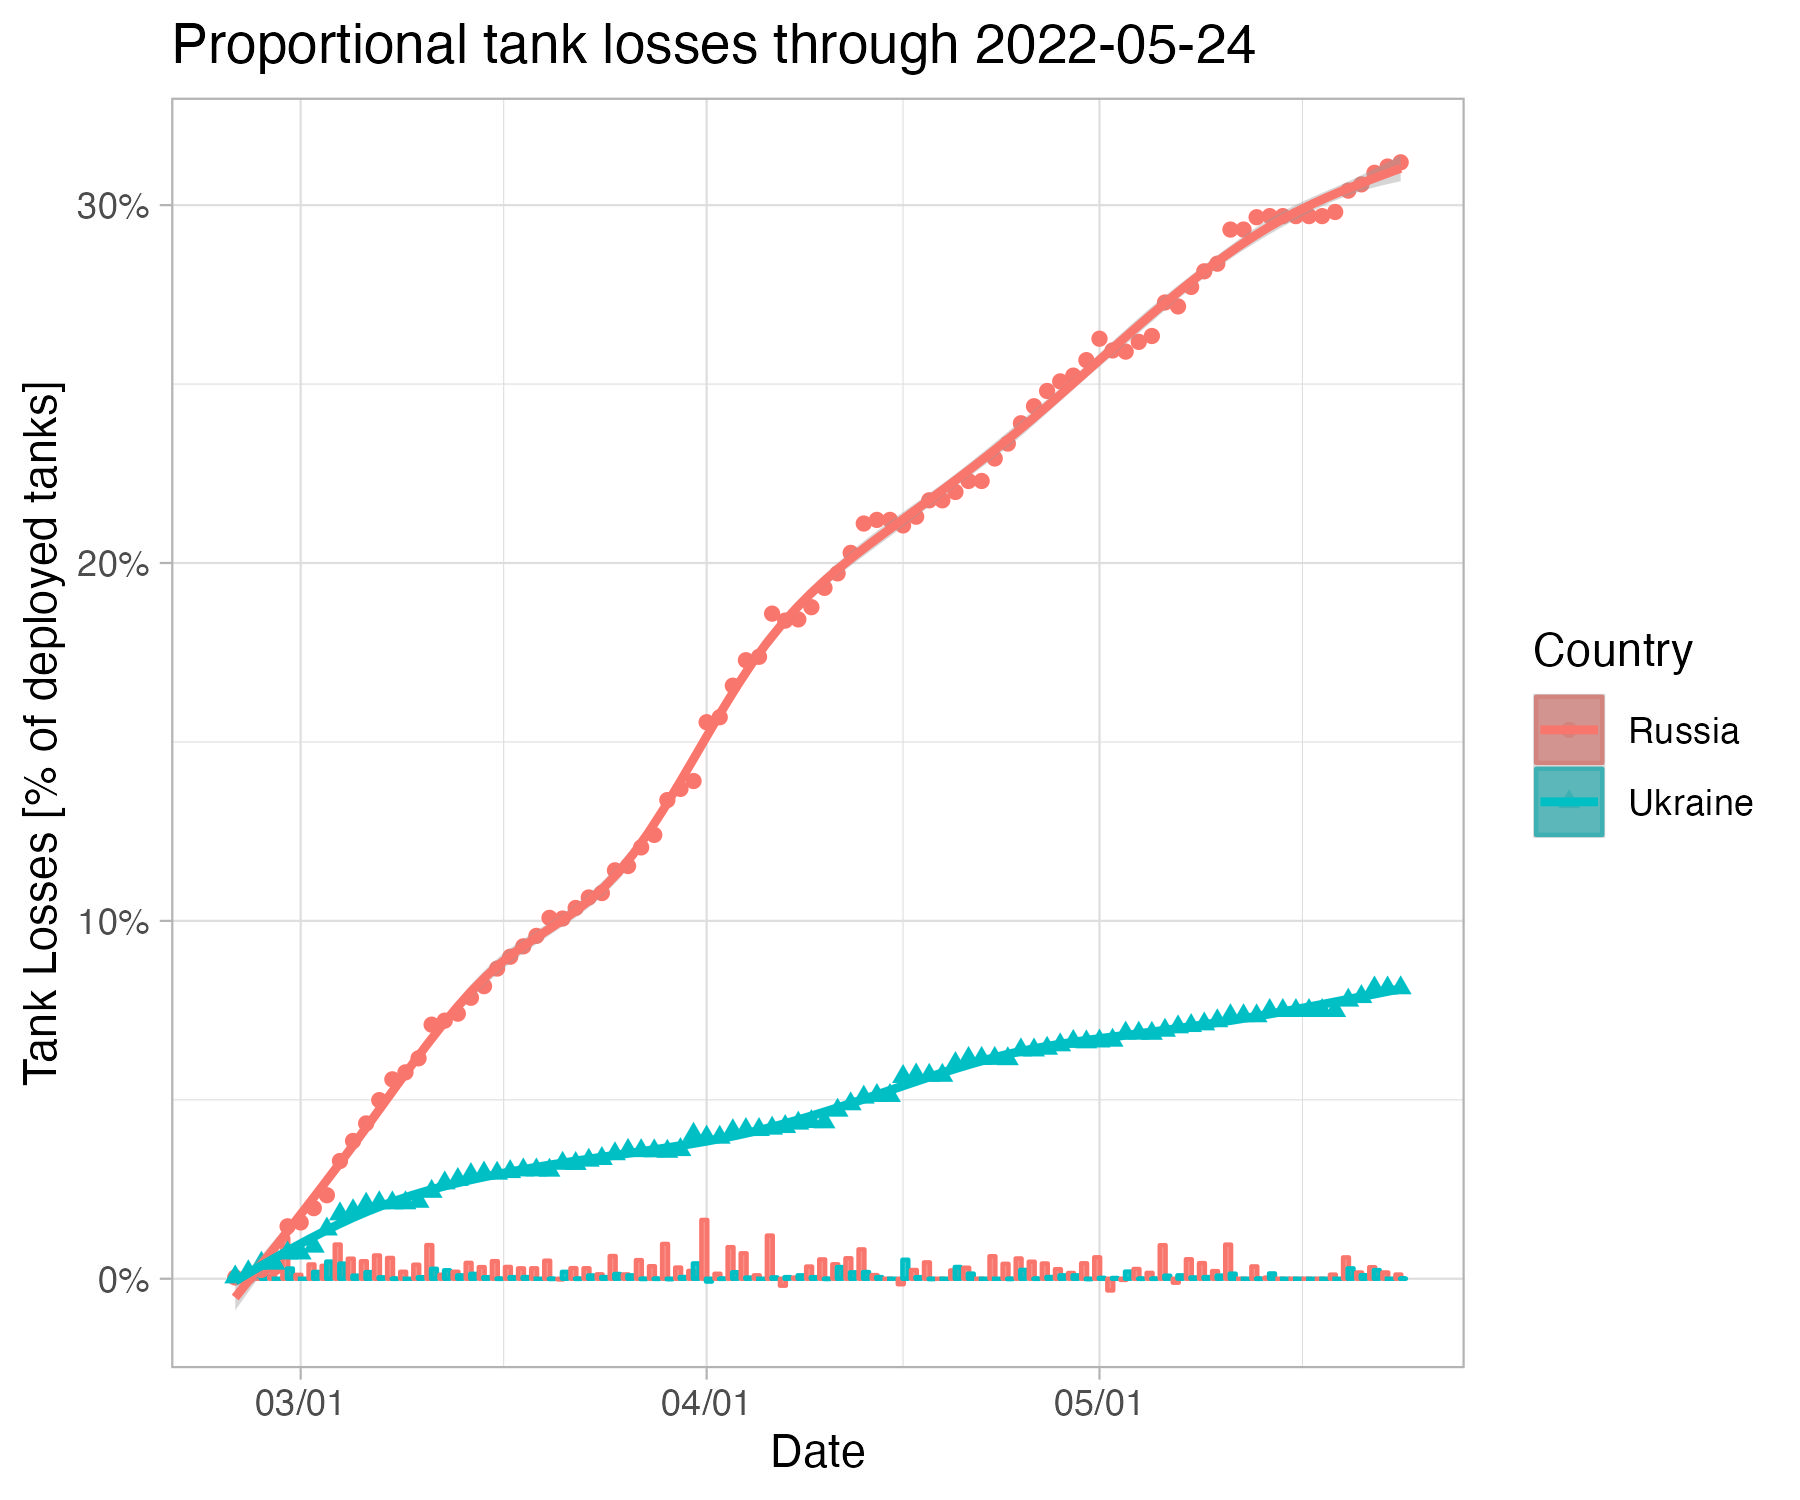 Proportional tank losses through 2022-05-24
Tank Losses [% of deployed tanks]
30%
20%
10%
0%
03/01
04/01
05/01
Date
Country
Russia
Ukraine